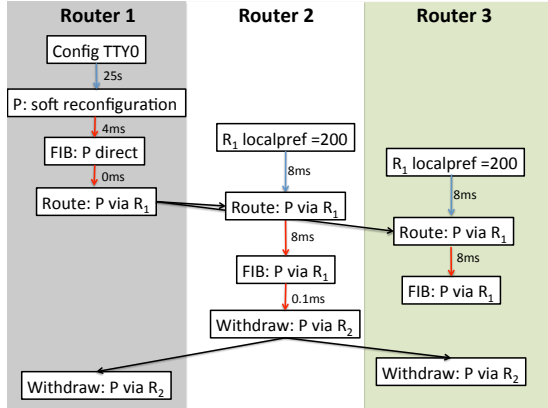 Router 1
Router 2
Router 3
Config TTY0
25s
P: soft reconfiguration
4ms
FIB: P direct
0ms
Route: P via R₁
R₁ localpref =200
8ms
Route: P via R₁
8ms
FIB: P via R₁
0.1ms
Withdraw: P via R₂
R₁ localpref =200
8ms
Route: P via R₁
8ms
FIB: P via R₁
Withdraw: P via R₂
Withdraw: P via R₂